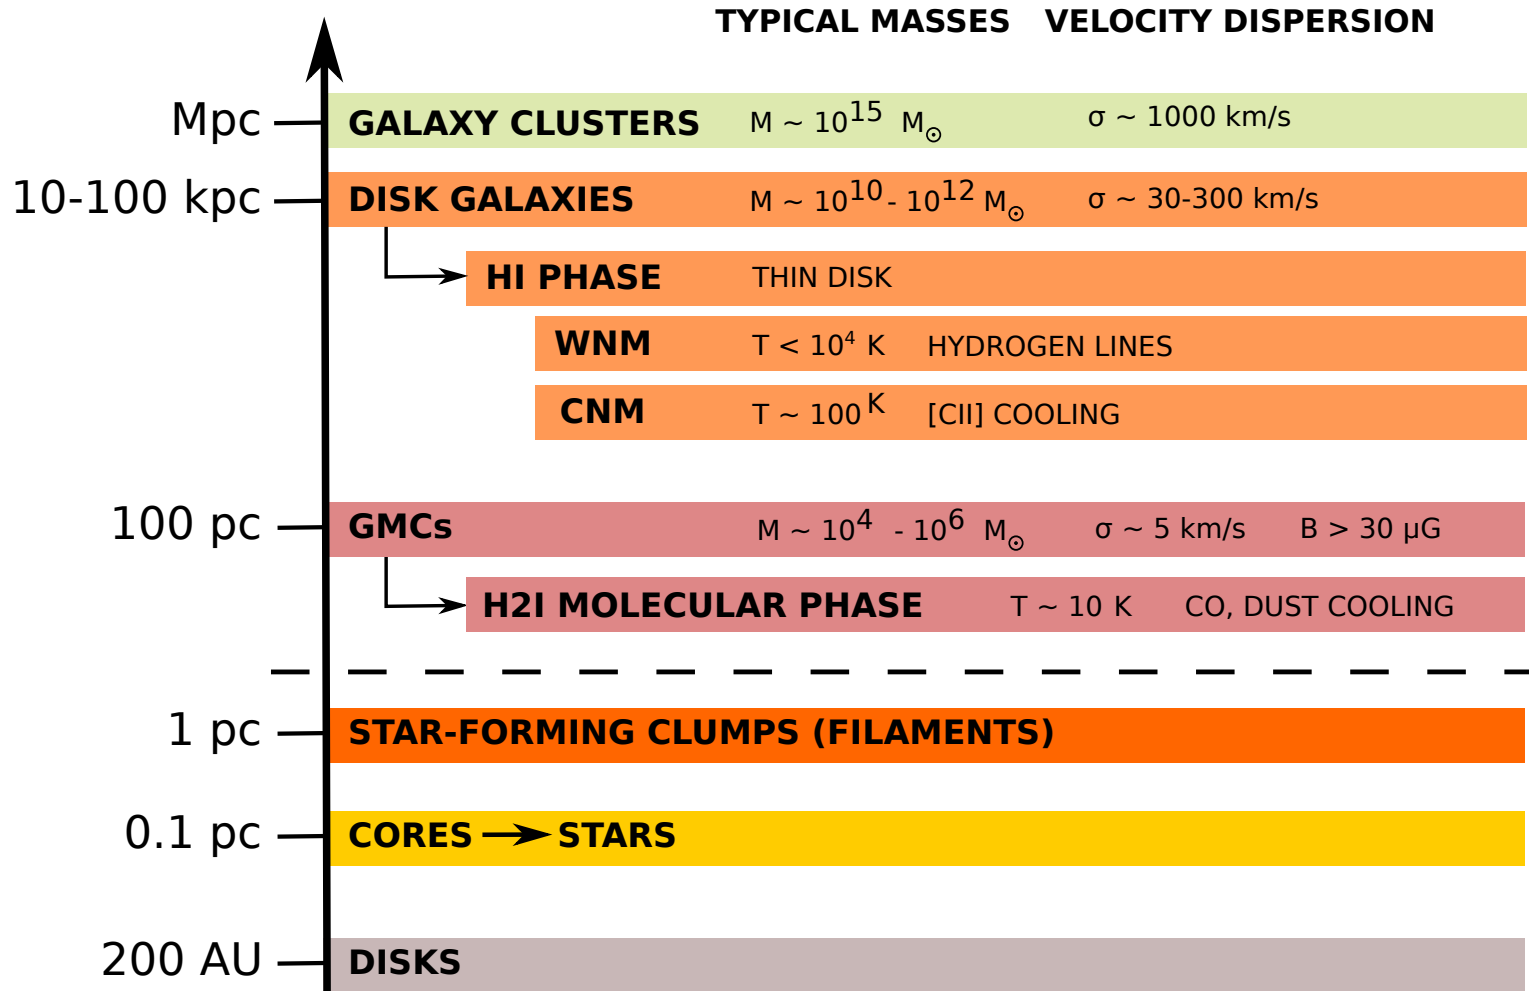 TYPICAL MASSES VELOCITY DISPERSION
Mpc GALAXY CLUSTERS M ~ 10^15 M⊙ σ ~ 1000 km/s
10-100 kpc DISK GALAXIES M ~ 10^10 - 10^12 M⊙ σ ~ 30-300 km/s
HI PHASE THIN DISK
WNM T < 10^4 K HYDROGEN LINES
CNM T ~ 100 K [CII] COOLING
100 pc GMCs M ~ 10^4 - 10^6 M⊙ σ ~ 5 km/s B > 30 μG
H2I MOLECULAR PHASE T ~ 10 K CO, DUST COOLING
1 pc STAR-FORMING CLUMPS (FILAMENTS)
0.1 pc CORES → STARS
200 AU DISKS